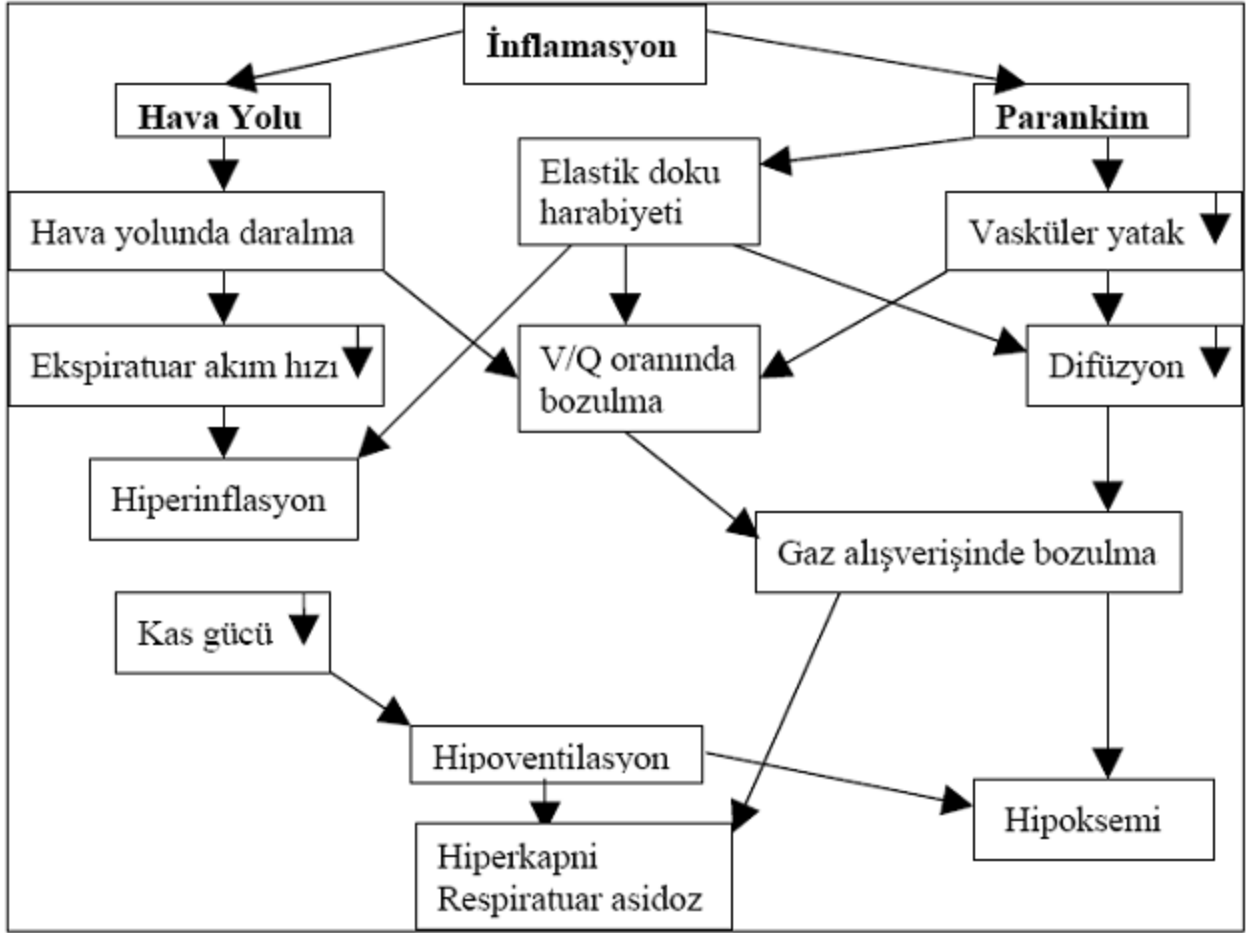 İnflamasyon
Hava Yolu
Parankim
Elastik doku
harabiyeti
Hava yolunda daralma
Vasküler yatak
Ekspiratuar akım hızı
V/Q oranında
bozulma
Difüzyon
Hiperinflasyon
Gaz alışverişinde bozulma
Kas gücü
Hipoventilasyon
Hipoksemi
Hiperkapni
Respiratuar asidoz